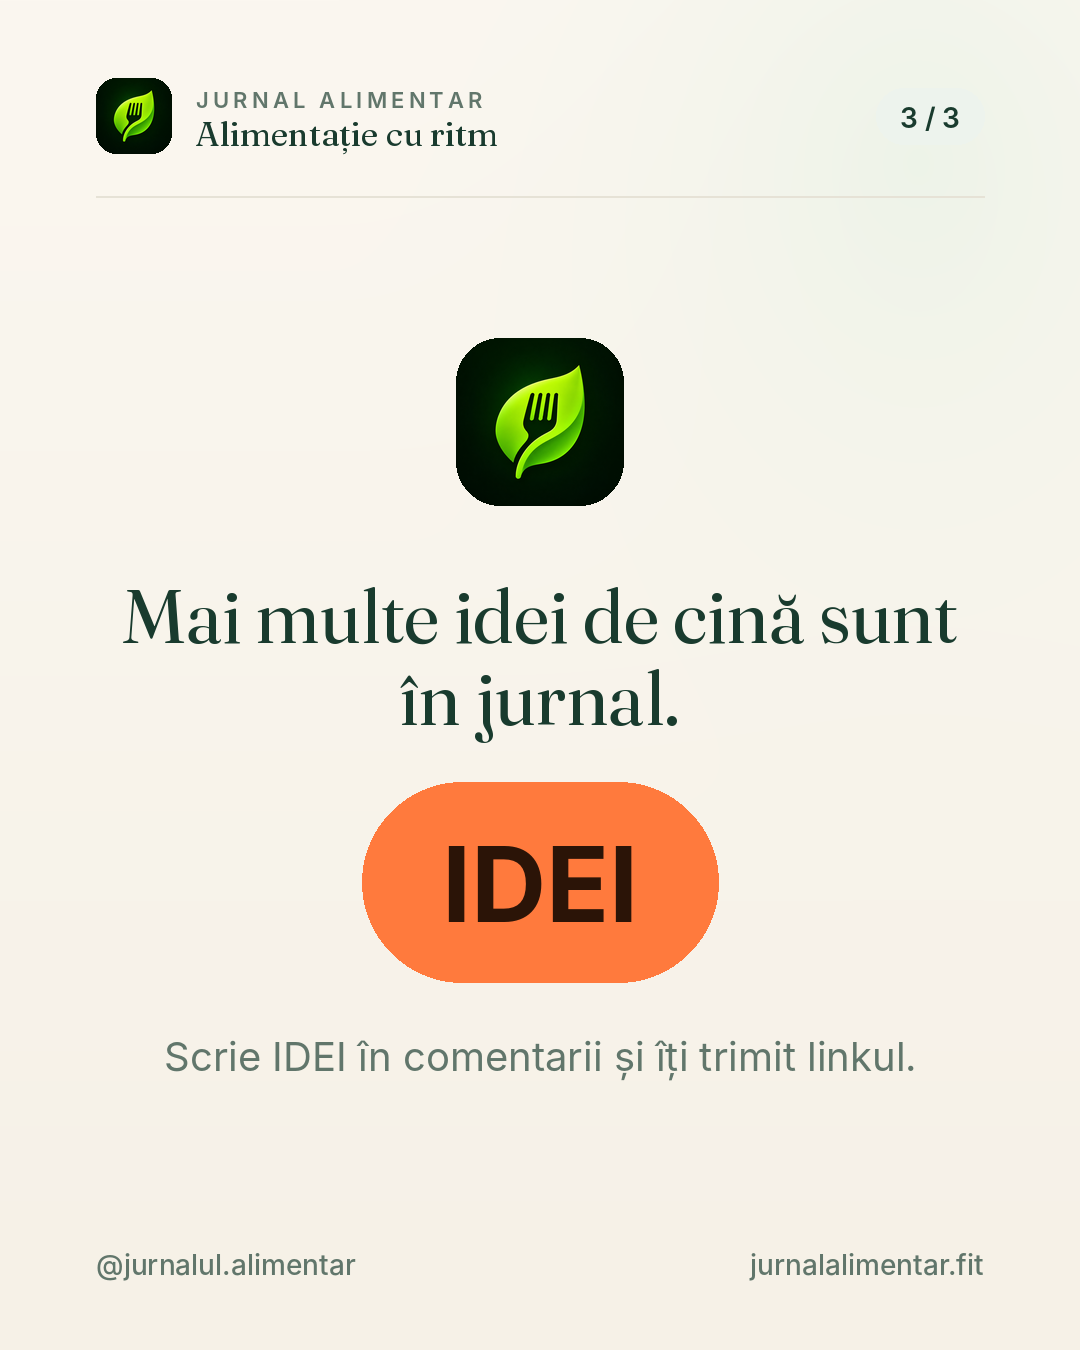 JURNAL ALIMENTAR
Alimentație cu ritm
3 / 3
Mai multe idei de cină sunt
în jurnal.
IDEI
Scrie IDEI în comentarii și îți trimit linkul.
@jurnalul.alimentar
jurnalalimentar.fit